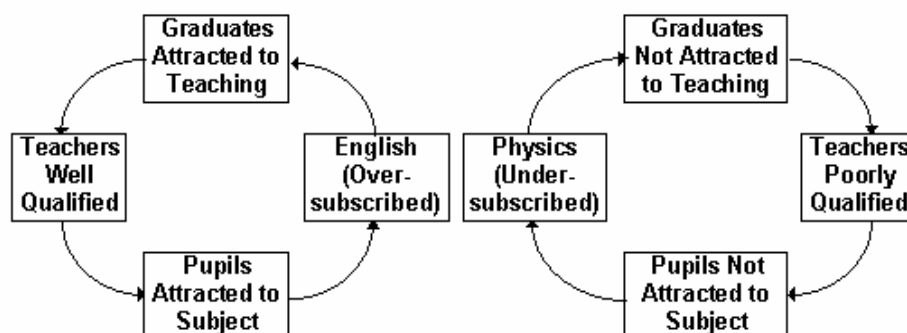 Graduates
Attracted to
Teaching
Teachers
Well
Qualified
English
(Over-
subscribed)
Pupils
Attracted to
Subject
Graduates
Not Attracted
to Teaching
Physics
(Under-
subscribed)
Teachers
Poorly
Qualified
Pupils Not
Attracted to
Subject